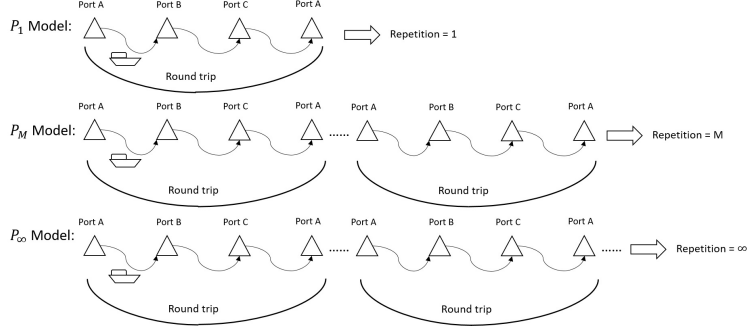 Port A Port B Port C Port A
P₁ Model:
Repetition = 1
Round trip
Port A Port B Port C Port A Port A Port B Port C Port A
P_M Model: ...... Repetition = M
Round trip Round trip
Port A Port B Port C Port A Port A Port B Port C Port A
P∞ Model: ...... ...... Repetition = ∞
Round trip Round trip